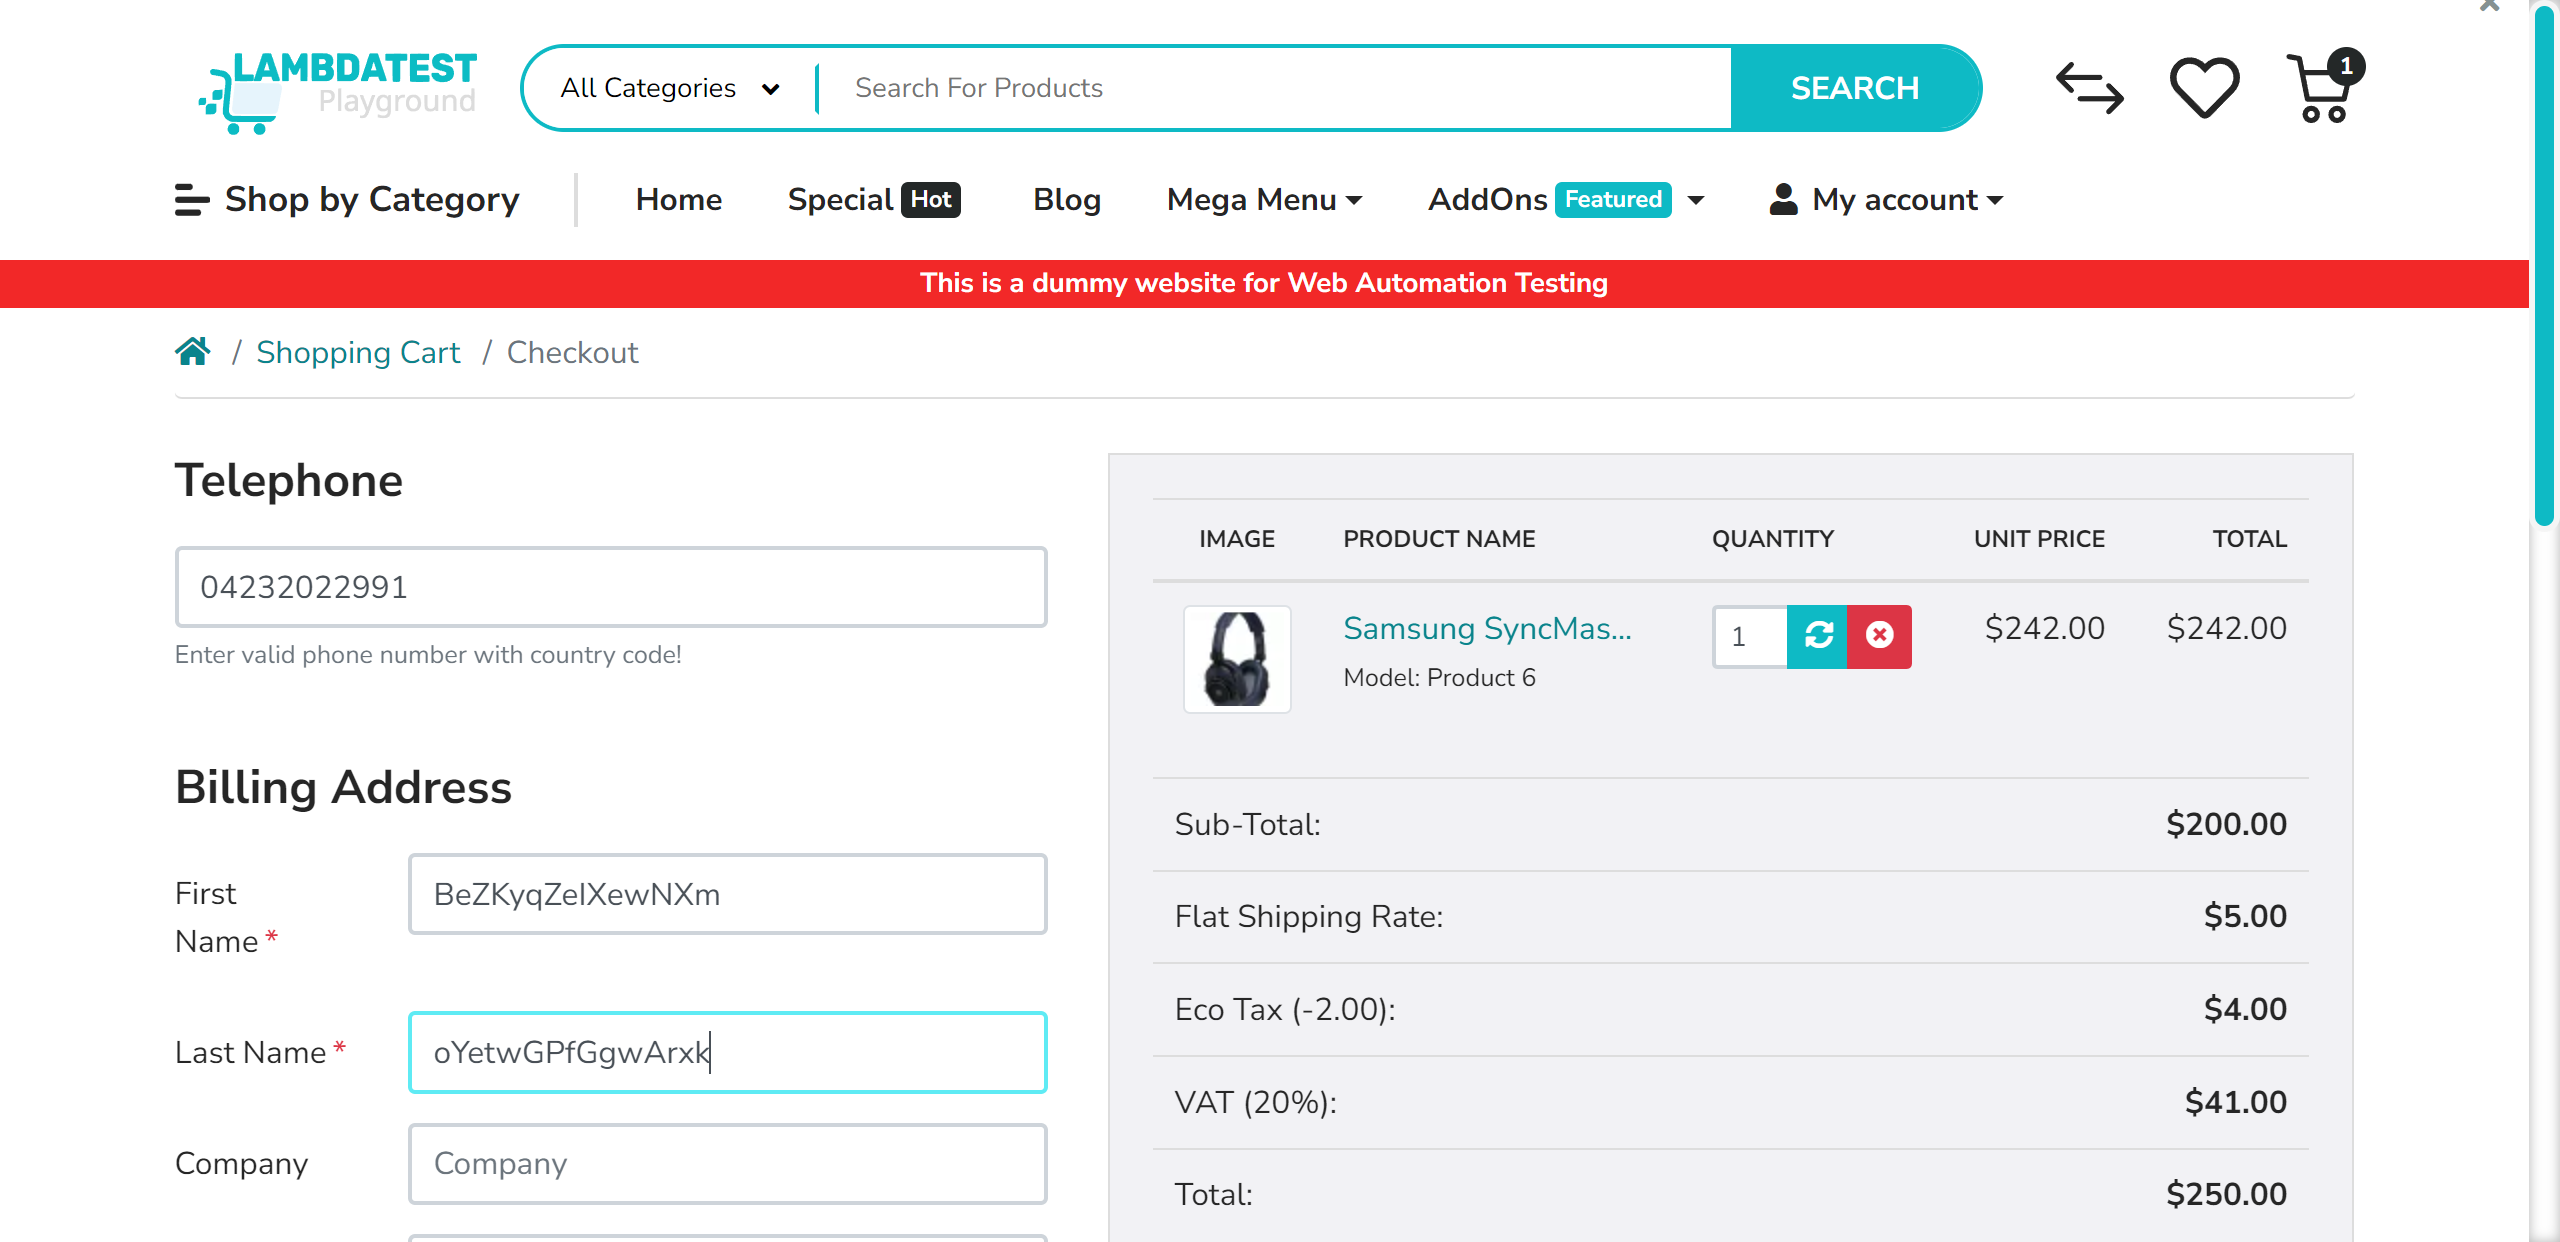 LAMBDATEST
Playground
All Categories
Search For Products
SEARCH
1
Shop by Category
Home
Special Hot
Blog
Mega Menu
AddOns Featured
My account
This is a dummy website for Web Automation Testing
/ Shopping Cart / Checkout
Telephone
04232022991
Enter valid phone number with country code!
Billing Address
First
Name *
BeZKyqZeIXewNXm
Last Name *
oYetwGPfGgwArxk
Company
Company
IMAGE PRODUCT NAME QUANTITY UNIT PRICE TOTAL
Samsung SyncMas... 1 $242.00 $242.00
Model: Product 6
Sub-Total: $200.00
Flat Shipping Rate: $5.00
Eco Tax (-2.00): $4.00
VAT (20%): $41.00
Total: $250.00